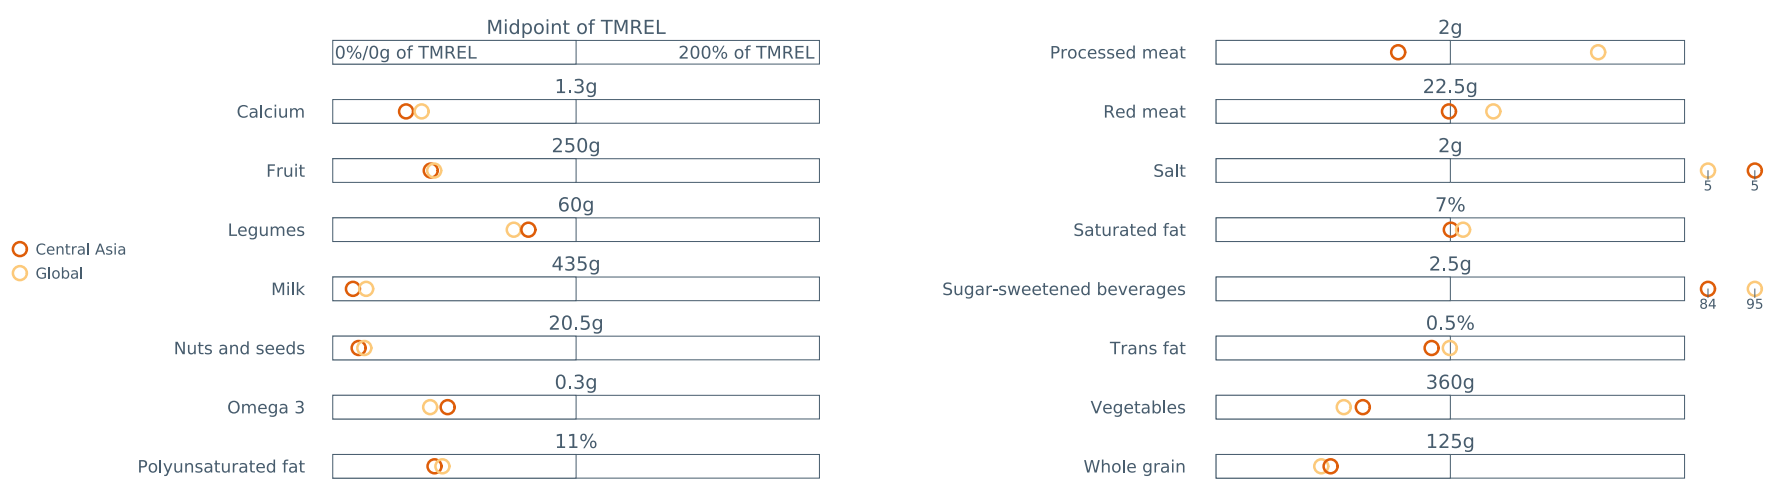 Midpoint of TMREL
0%/0g of TMREL 200% of TMREL
1.3g
Calcium
250g
Fruit
60g
Legumes
435g
Milk
20.5g
Nuts and seeds
0.3g
Omega 3
11%
Polyunsaturated fat
Central Asia
Global
2g
Processed meat
22.5g
Red meat
2g
Salt
5 5
7%
Saturated fat
2.5g
Sugar-sweetened beverages
84 95
0.5%
Trans fat
360g
Vegetables
125g
Whole grain